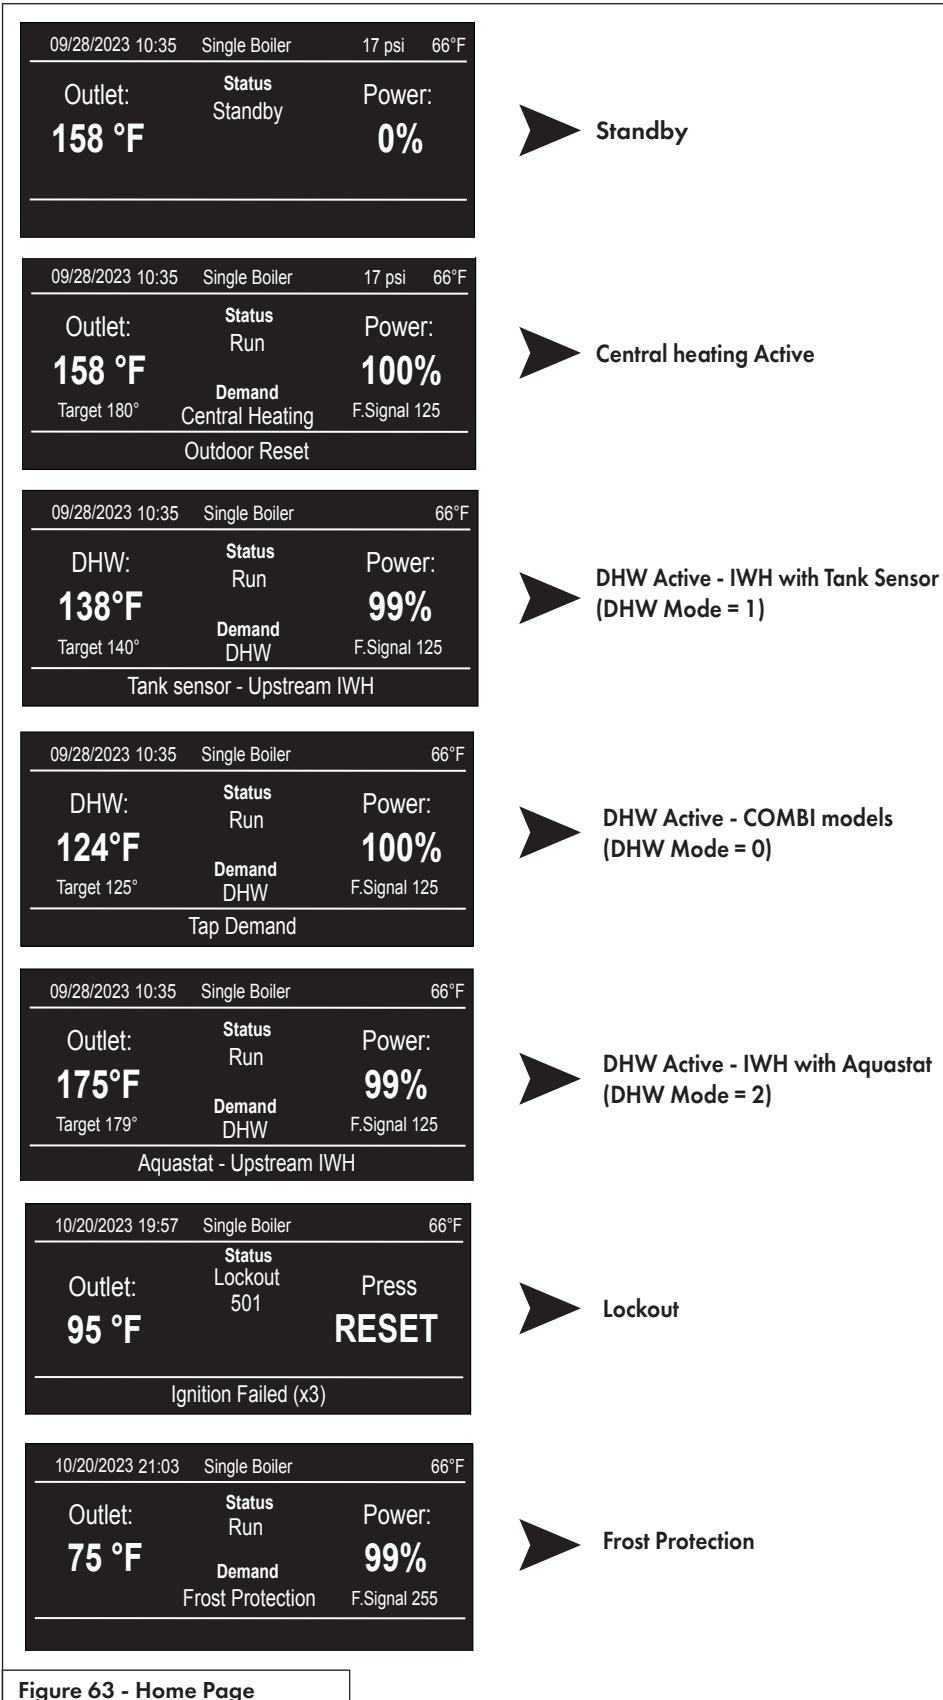 09/28/2023 10:35 Single Boiler 17 psi 66°F
Status
Outlet: Standby Power:
158 °F 0%
Standby
09/28/2023 10:35 Single Boiler 17 psi 66°F
Status
Outlet: Run Power:
158 °F 100%
Demand
Target 180° Central Heating F.Signal 125
Outdoor Reset
Central heating Active
09/28/2023 10:35 Single Boiler 66°F
Status
DHW: Run Power:
138°F 99%
Demand
Target 140° DHW F.Signal 125
Tank sensor - Upstream IWH
DHW Active - IWH with Tank Sensor
(DHW Mode = 1)
09/28/2023 10:35 Single Boiler 66°F
Status
DHW: Run Power:
124°F 100%
Demand
Target 125° DHW F.Signal 125
Tap Demand
DHW Active - COMBI models
(DHW Mode = 0)
09/28/2023 10:35 Single Boiler 66°F
Status
Outlet: Run Power:
175°F 99%
Demand
Target 179° DHW F.Signal 125
Aquastat - Upstream IWH
DHW Active - IWH with Aquastat
(DHW Mode = 2)
10/20/2023 19:57 Single Boiler 66°F
Status
Lockout
Outlet: 501 Press
95 °F RESET
Ignition Failed (x3)
Lockout
10/20/2023 21:03 Single Boiler 66°F
Status
Outlet: Run Power:
75 °F 99%
Demand
Frost Protection F.Signal 255
Frost Protection
Figure 63 - Home Page